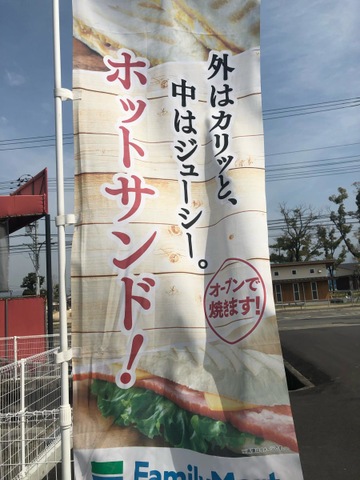 外はカリッと、
中はジューシー。
ホットサンド!
オーブンで
焼きます!
FamilyMart